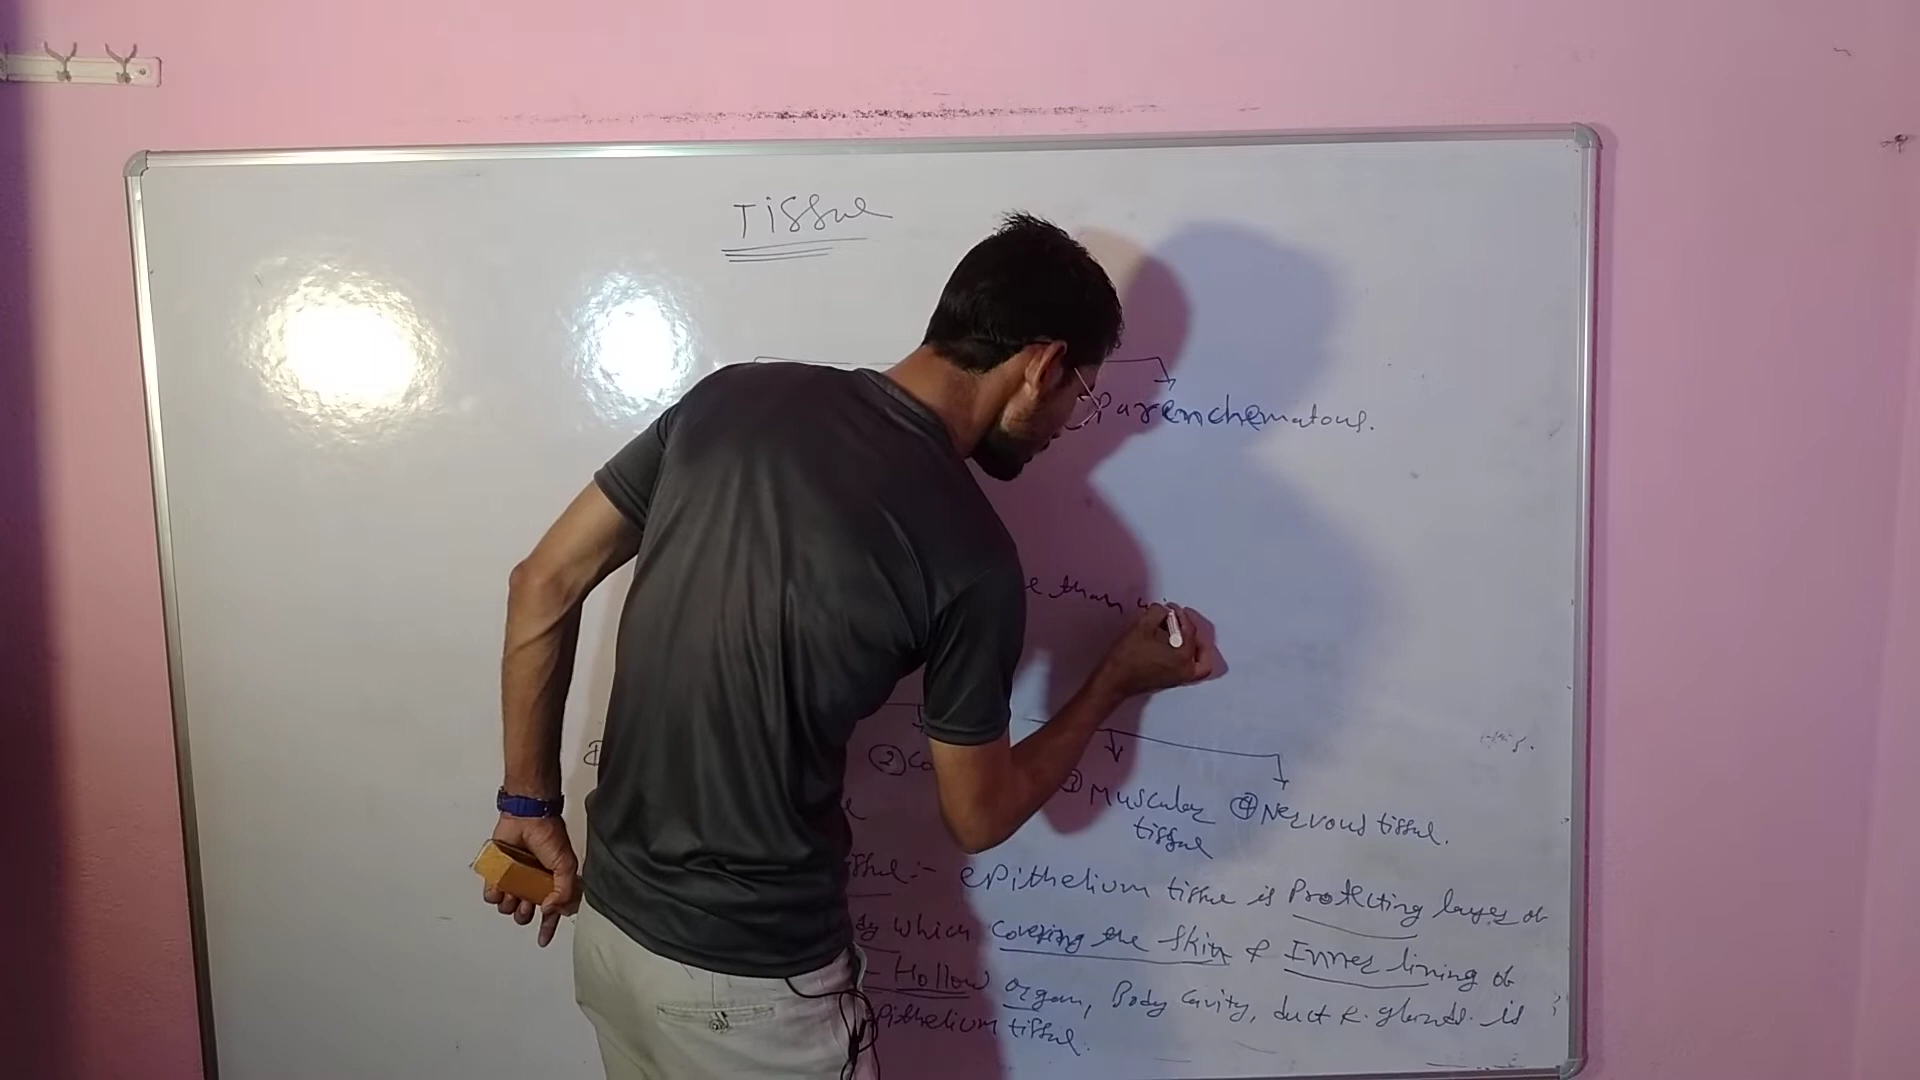 Tissue
Parenchematous.
than
① ② Co ③ Muscular ④ Nervous tissue.
tissue
:- epithelium tissue is Protecting layer of
which covering the skin & Inner lining of
- Hollow organ, Body Cavity, duct & glands. is
epithelium tissue.